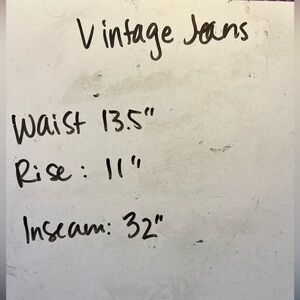 Vintage Jeans
Waist 13.5"
Rise: 11"
Inseam: 32"